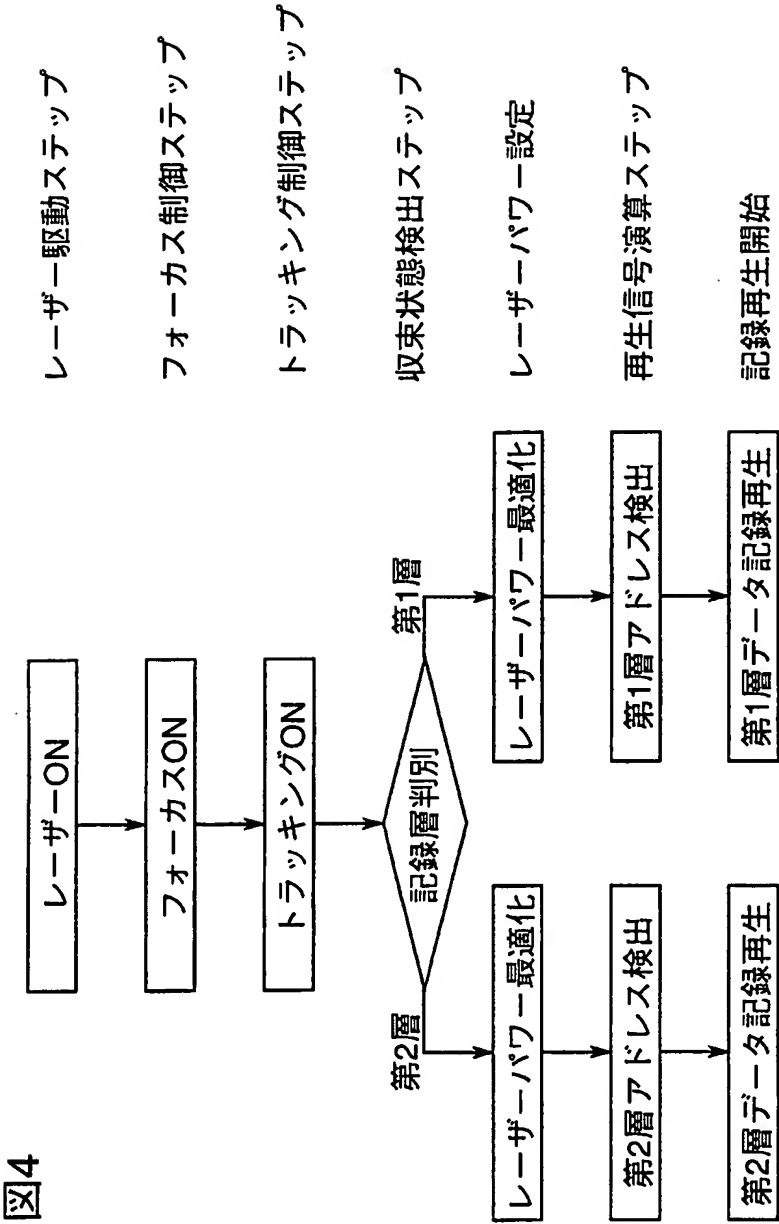 図4
レーザーON
レーザー駆動ステップ
フォーカスON
フォーカス制御ステップ
トラッキングON
トラッキング制御ステップ
第2層
記録層判別
第1層
収束状態検出ステップ
レーザーパワー最適化
レーザーパワー最適化
レーザーパワー設定
第2層アドレス検出
第1層アドレス検出
再生信号演算ステップ
第2層データ記録再生
第1層データ記録再生
記録再生開始